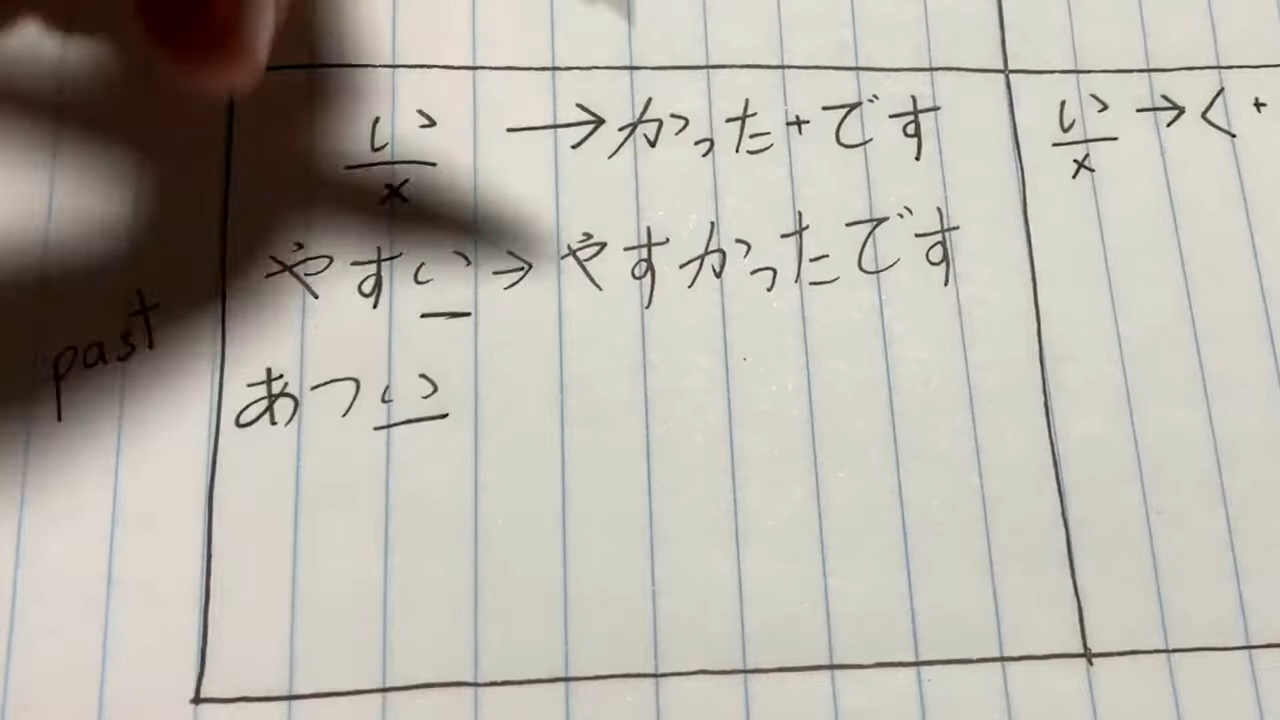 い → かった + です
x
やすい → やすかったです
past
あつい
い → く +
x